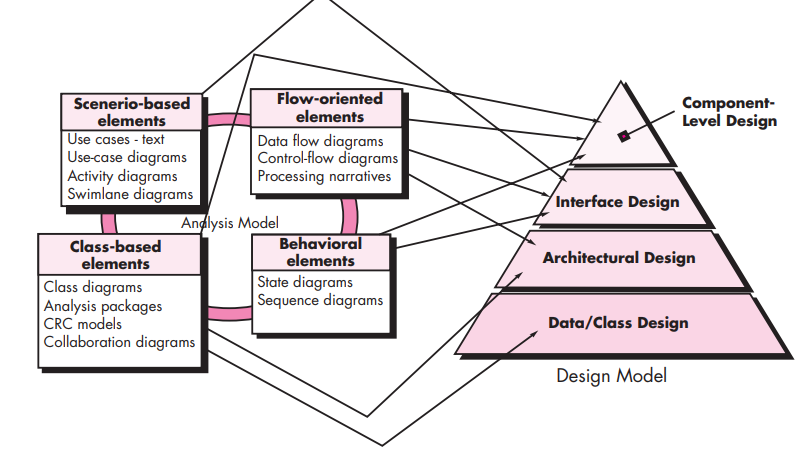 Scenerio-based
elements
Use cases - text
Use-case diagrams
Activity diagrams
Swimlane diagrams
Flow-oriented
elements
Data flow diagrams
Control-flow diagrams
Processing narratives
Analysis Model
Class-based
elements
Class diagrams
Analysis packages
CRC models
Collaboration diagrams
Behavioral
elements
State diagrams
Sequence diagrams
Component-
Level Design
Interface Design
Architectural Design
Data/Class Design
Design Model